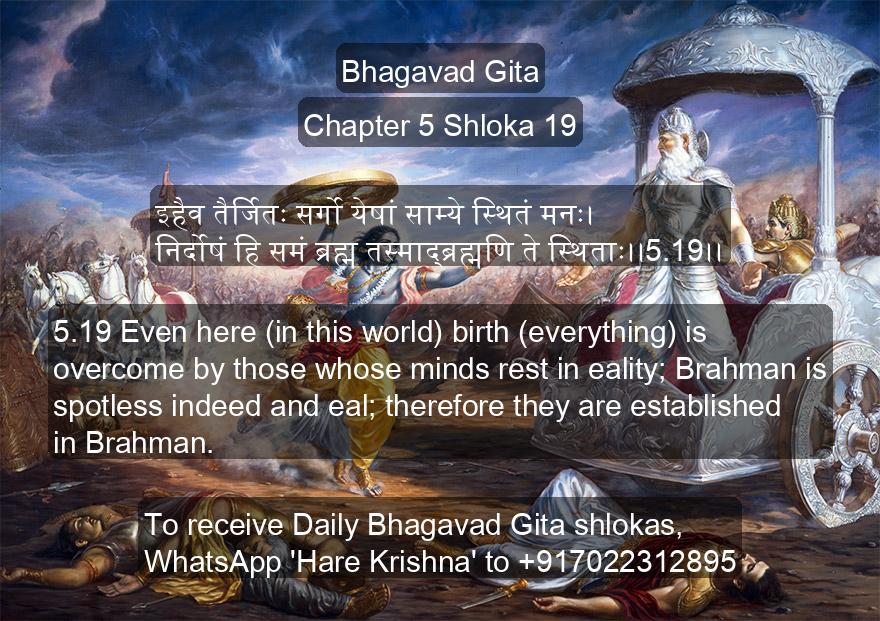 Bhagavad Gita
Chapter 5 Shloka 19
इहैव तैर्जितः सर्गो येषां साम्ये स्थितं मनः।
निर्दोषं हि समं ब्रह्म तस्माद्ब्रह्मणि ते स्थिताः।।5.19।।
5.19 Even here (in this world) birth (everything) is
overcome by those whose minds rest in eality; Brahman is
spotless indeed and eal; therefore they are established
in Brahman.
To receive Daily Bhagavad Gita shlokas,
WhatsApp 'Hare Krishna' to +917022312895